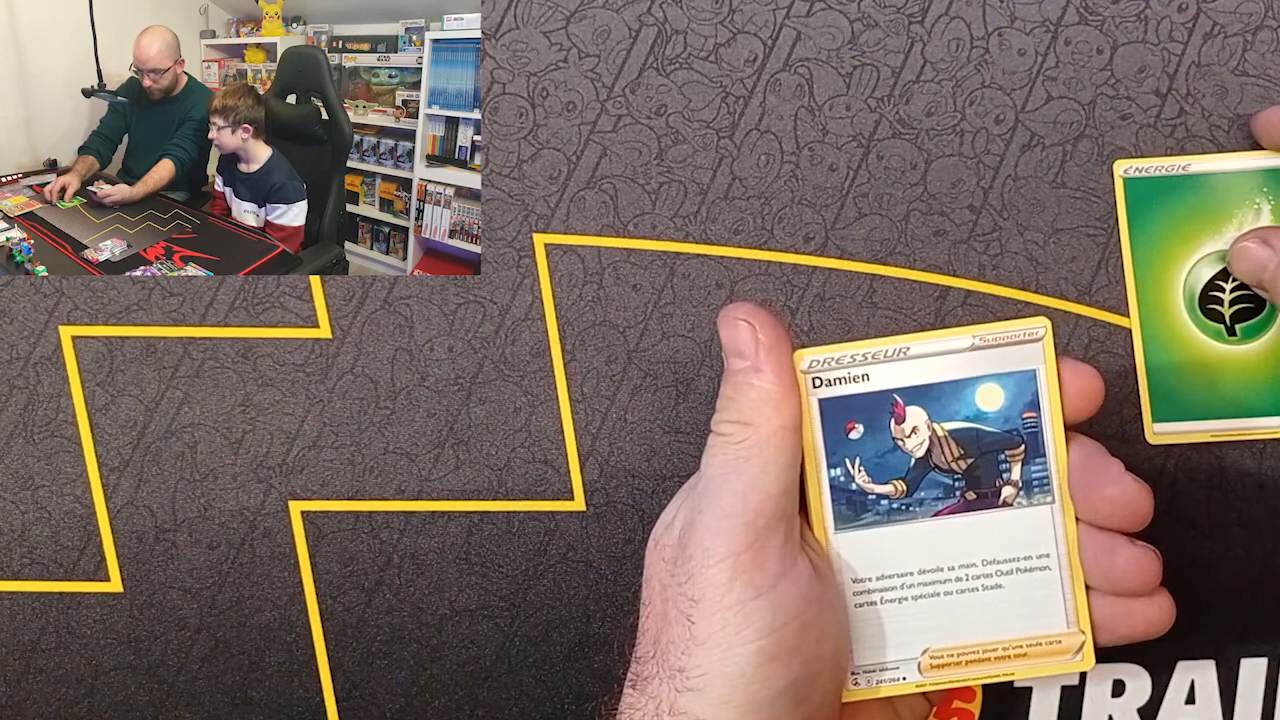 ÉNERGIE
DRESSEUR
Supporter
Damien
Votre adversaire dévoile sa main. Défaussez-en une
combinaison d'un maximum de 2 cartes Outil Pokémon,
cartes Énergie spéciale ou cartes Stade.
Vous ne pouvez jouer qu'une seule carte
Supporter pendant votre tour.
241/264
TRAI